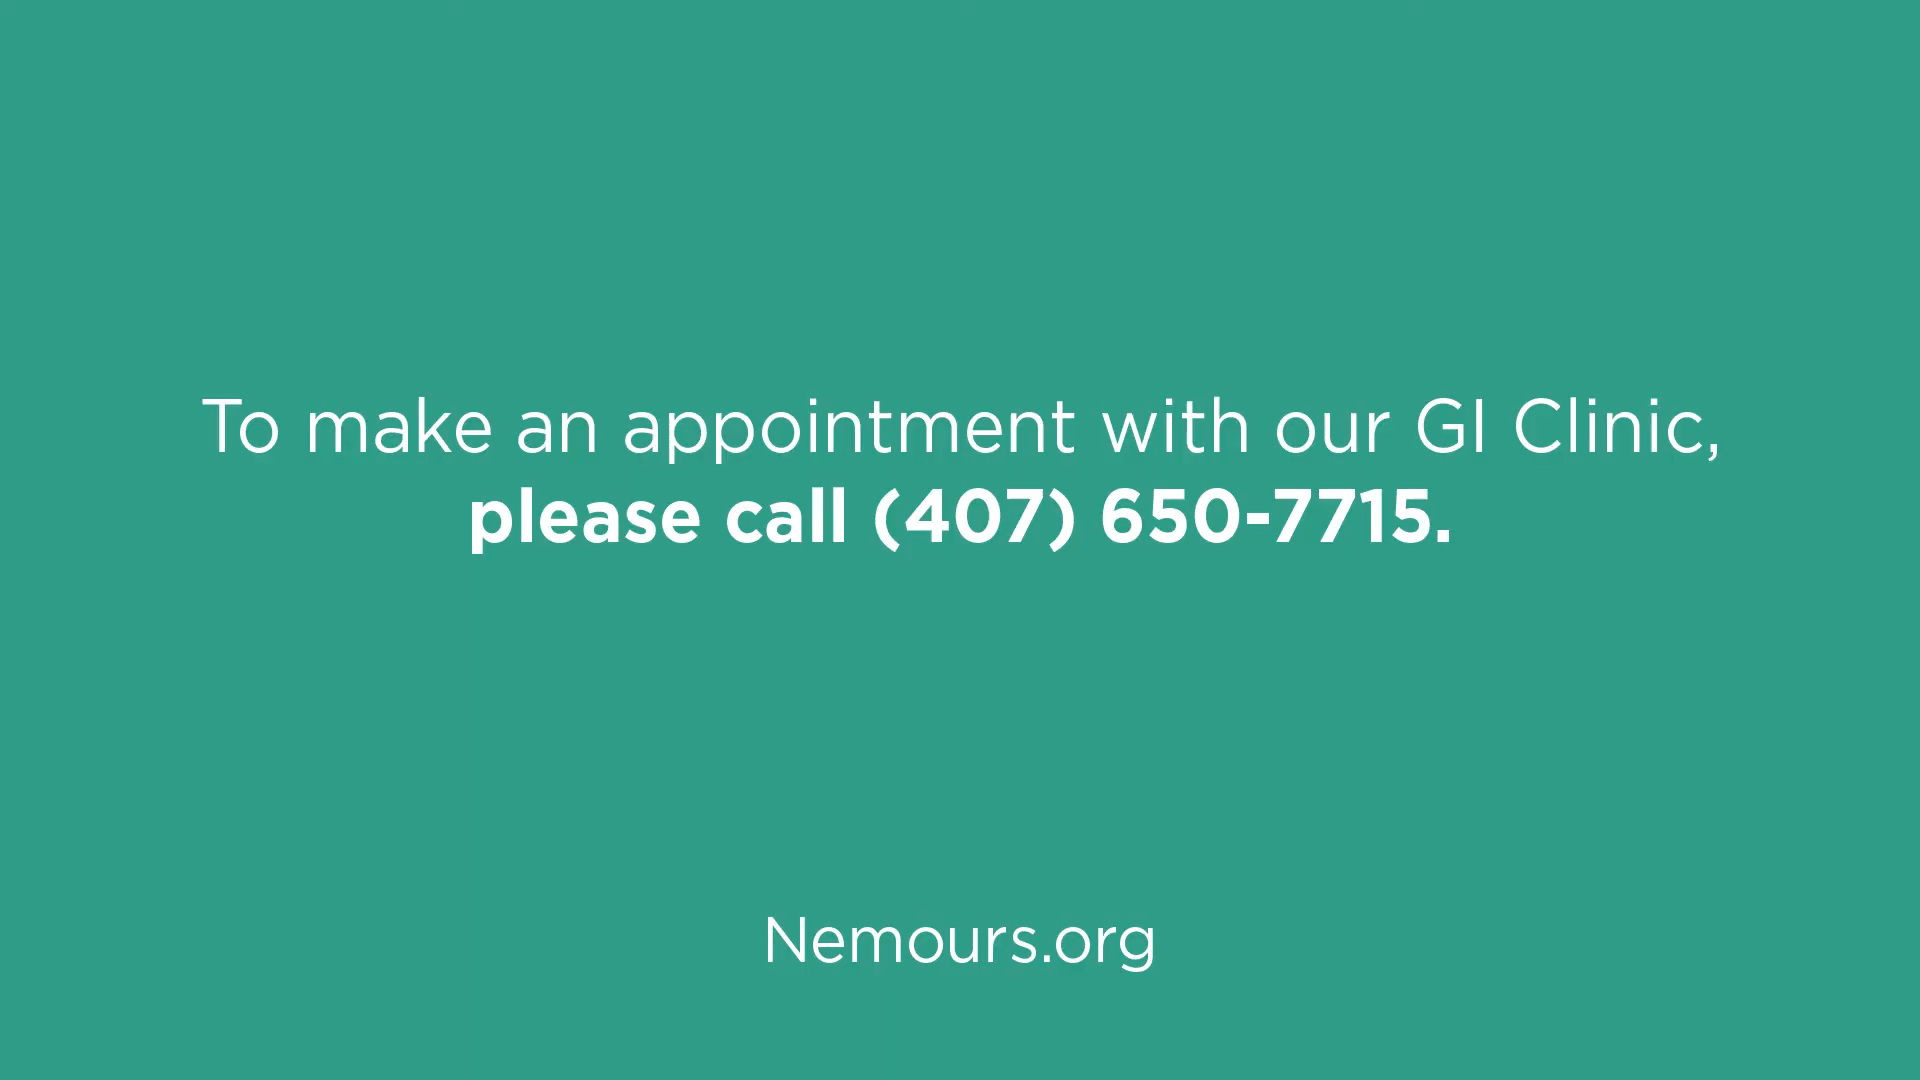 To make an appointment with our GI Clinic,
please call (407) 650-7715.
Nemours.org